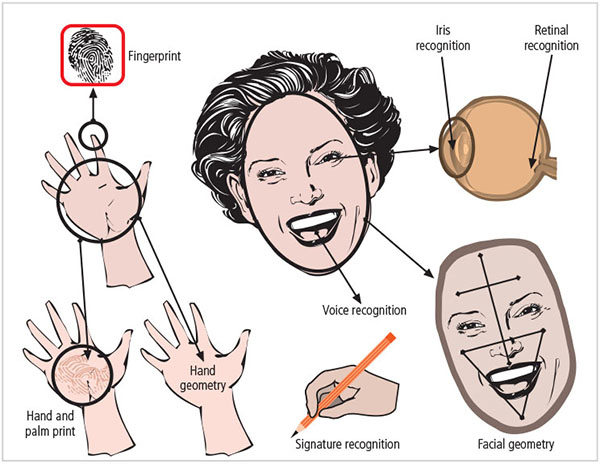 Fingerprint
Iris
recognition
Retinal
recognition
Voice recognition
Hand
geometry
Hand and
palm print
Signature recognition
Facial geometry